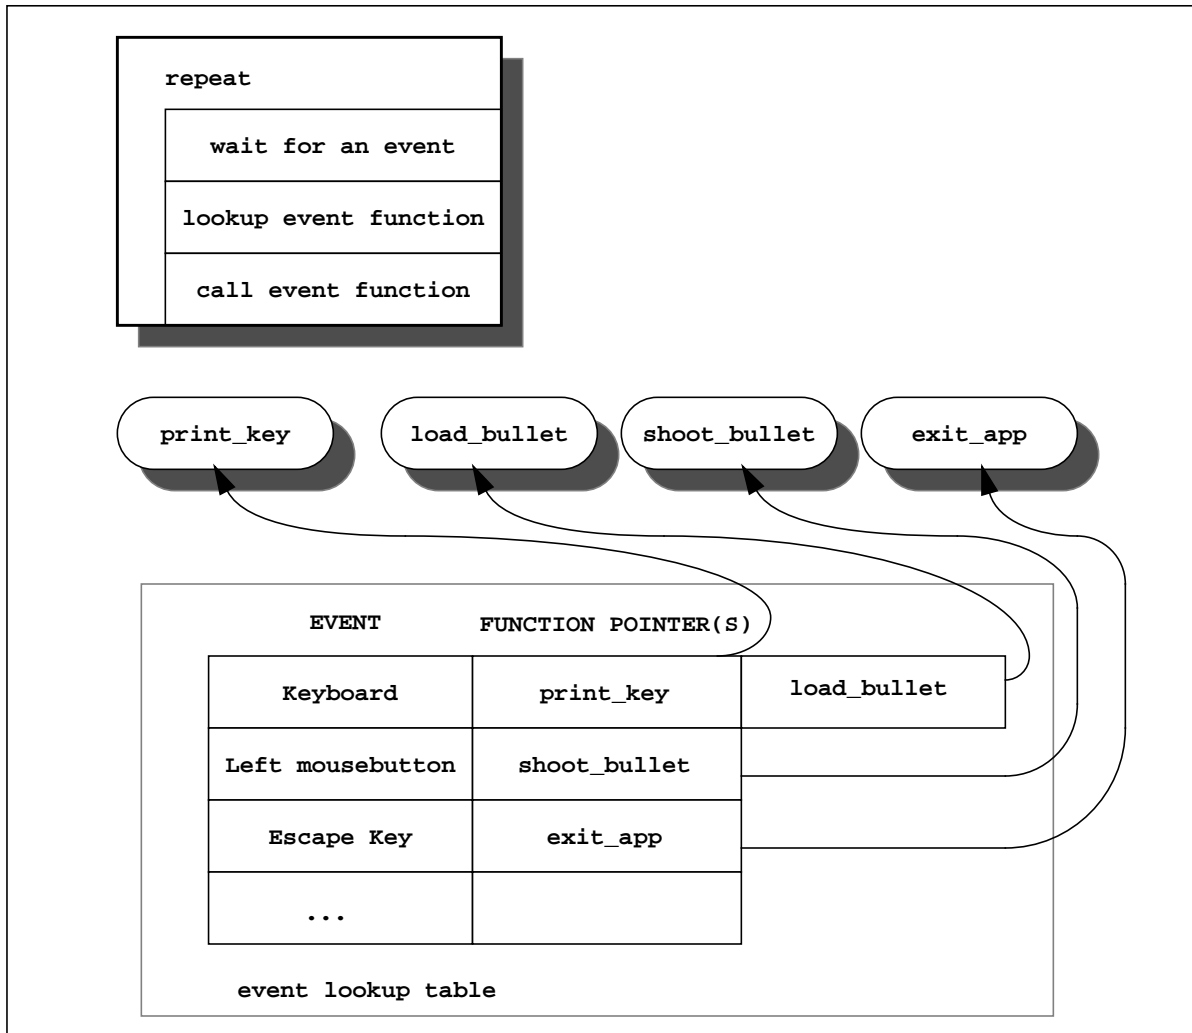 repeat
wait for an event
lookup event function
call event function
print_key
load_bullet
shoot_bullet
exit_app
EVENT
FUNCTION POINTER(S)
Keyboard
print_key
load_bullet
Left mousebutton
shoot_bullet
Escape Key
exit_app
...
event lookup table